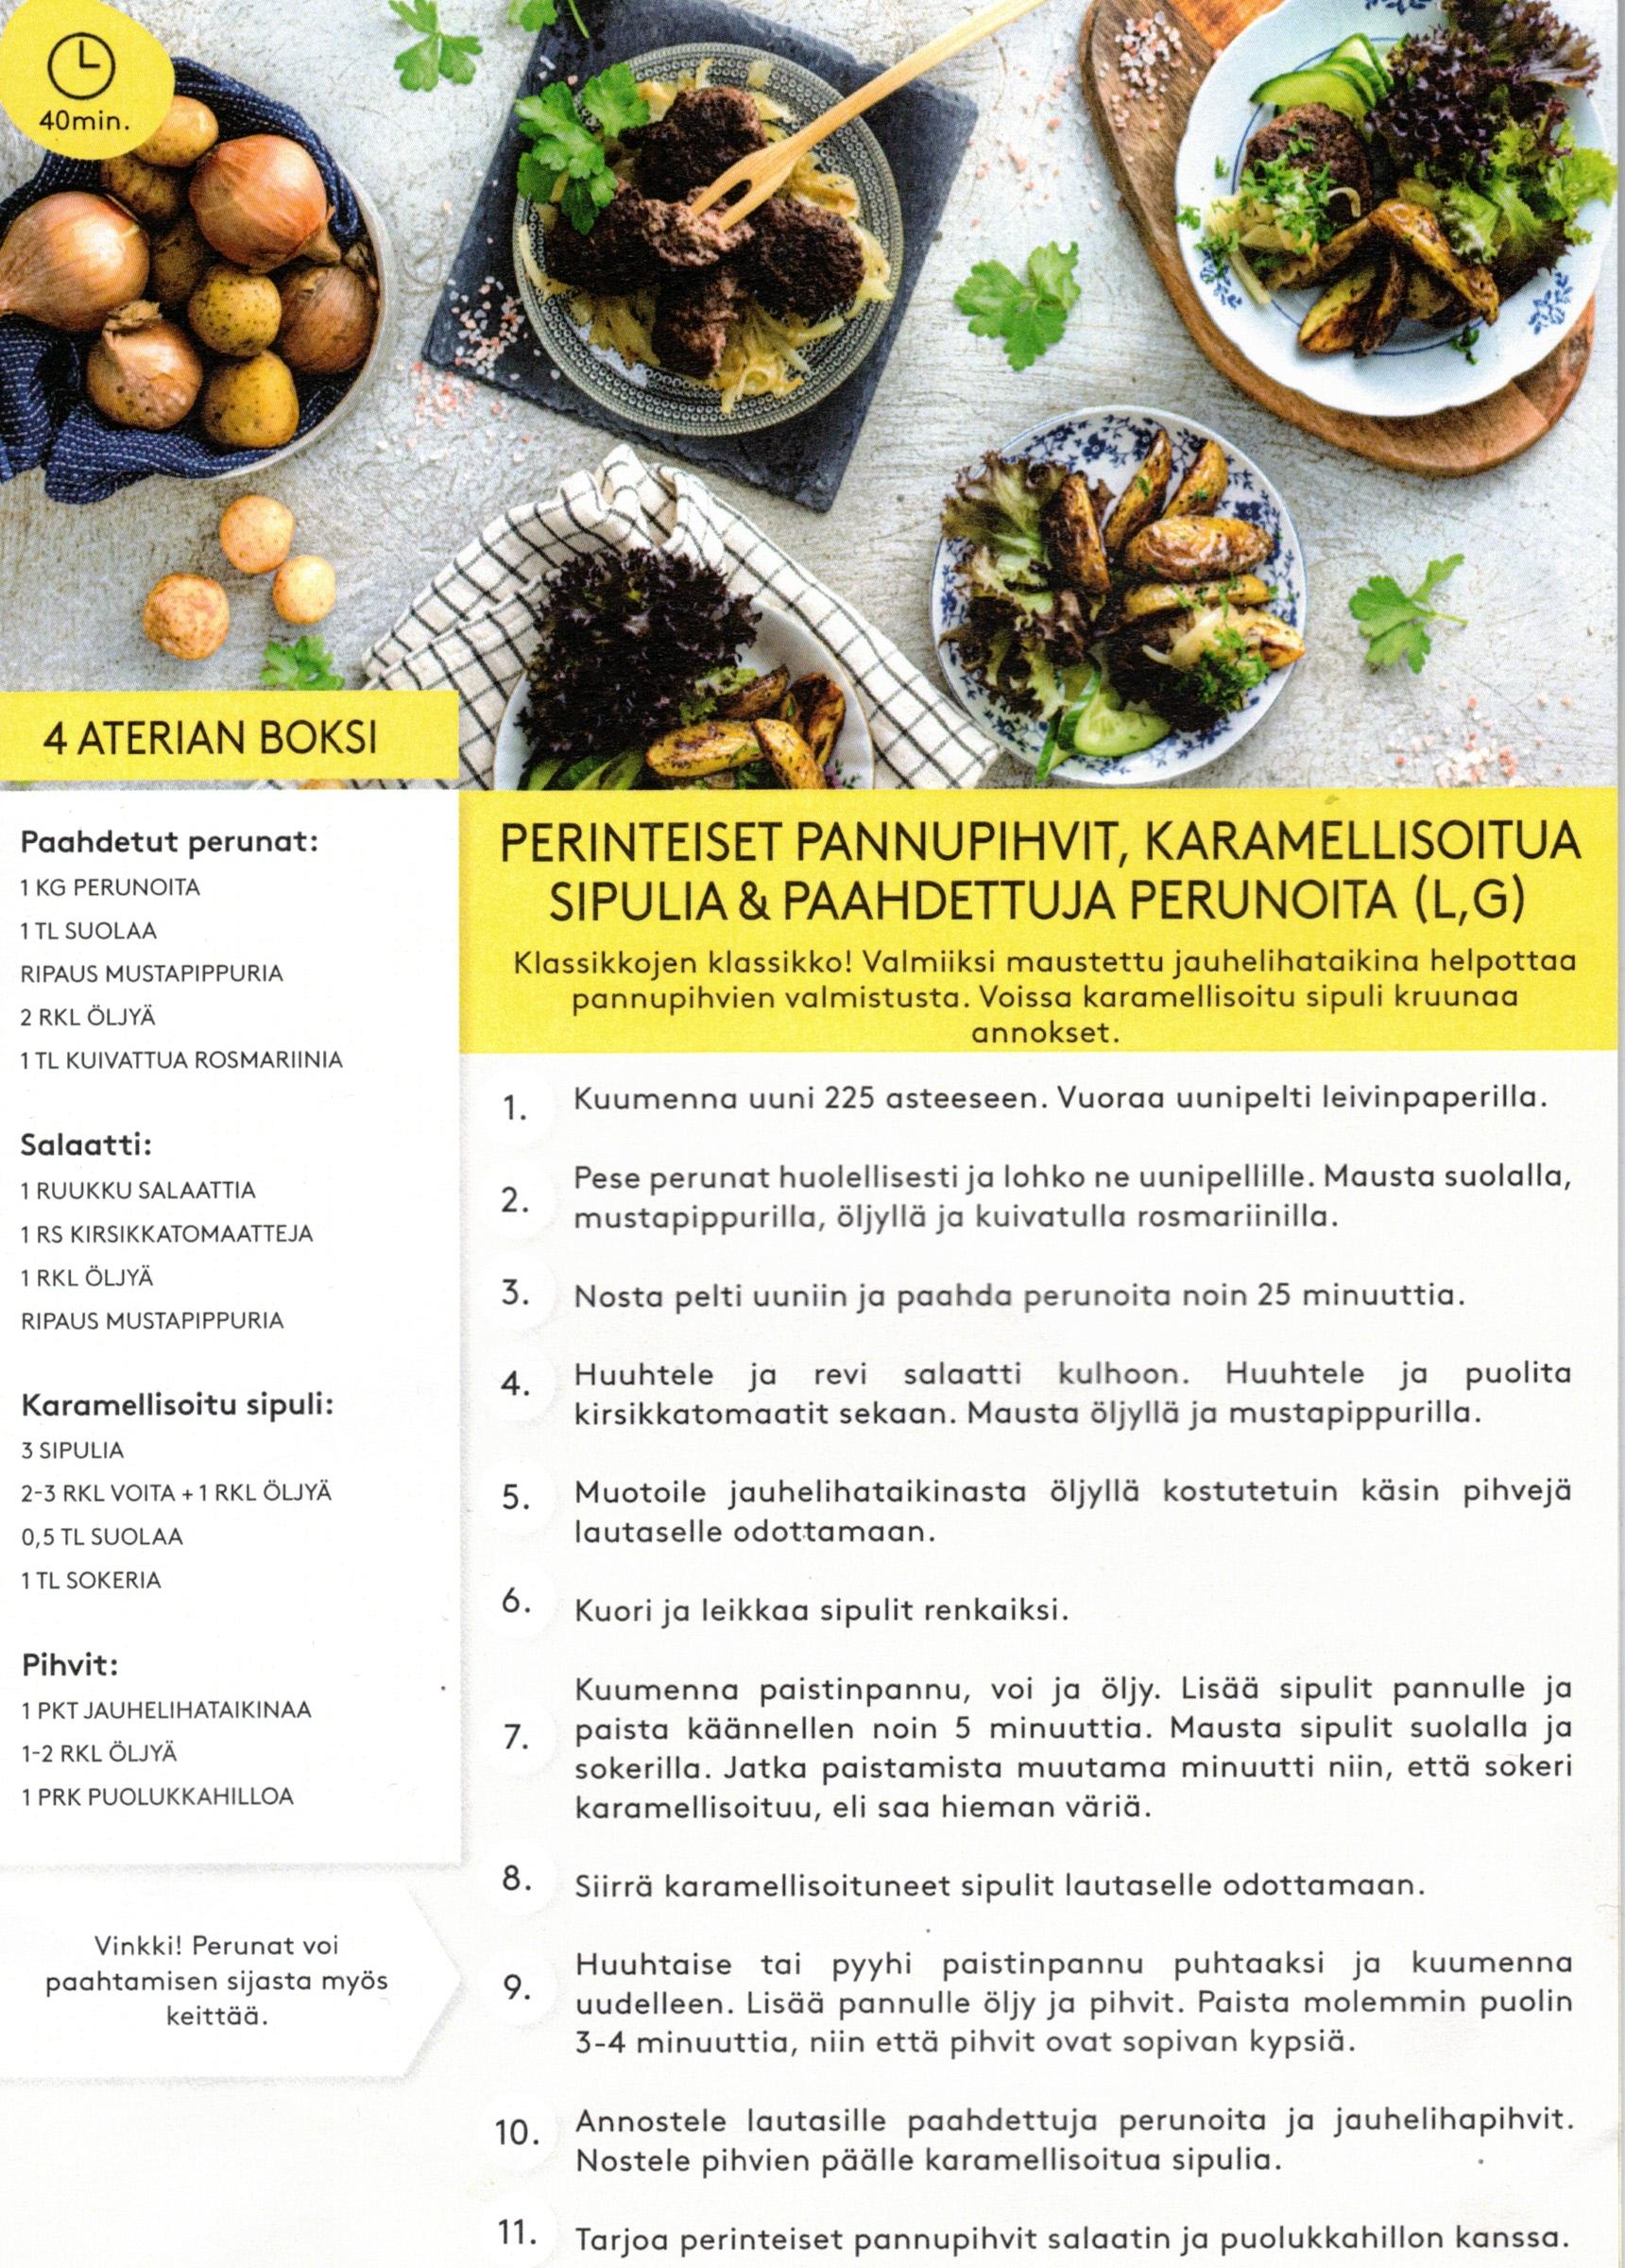 40min.
4 ATERIAN BOKSI
Paahdetut perunat:
1 KG PERUNOITA
1 TL SUOLAA
RIPAUS MUSTAPIPPURIA
2 RKL ÖLJYÄ
1 TL KUIVATTUA ROSMARIINIA
Salaatti:
1 RUUKKU SALAATTIA
1 RS KIRSIKKATOMAATTEJA
1 RKL ÖLJYÄ
RIPAUS MUSTAPIPPURIA
Karamellisoitu sipuli:
3 SIPULIA
2-3 RKL VOITA + 1 RKL ÖLJYÄ
0,5 TL SUOLAA
1 TL SOKERIA
Pihvit:
1 PKT JAUHELIHATAIKINAA
1-2 RKL ÖLJYÄ
1 PRK PUOLUKKAHILLOA
Vinkki! Perunat voi
paahtamisen sijasta myös
keittää.
PERINTEISET PANNUPIHVIT, KARAMELLISOITUA
SIPULIA & PAAHDETTUJA PERUNOITA (L,G)
Klassikkojen klassikko! Valmiiksi maustettu jauhelihataikina helpottaa
pannupihvien valmistusta. Voissa karamellisoitu sipuli kruunaa
annokset.
1. Kuumenna uuni 225 asteeseen. Vuoraa uunipelti leivinpaperilla.
2. Pese perunat huolellisesti ja lohko ne uunipellille. Mausta suolalla,
mustapippurilla, öljyllä ja kuivatulla rosmariinilla.
3. Nosta pelti uuniin ja paahda perunoita noin 25 minuuttia.
4. Huuhtele ja revi salaatti kulhoon. Huuhtele ja puolita
kirsikkatomaatit sekaan. Mausta öljyllä ja mustapippurilla.
5. Muotoile jauhelihataikinasta öljyllä kostutetuin käsin pihvejä
lautaselle odottamaan.
6. Kuori ja leikkaa sipulit renkaiksi.
7. Kuumenna paistinpannu, voi ja öljy. Lisää sipulit pannulle ja
paista käännellen noin 5 minuuttia. Mausta sipulit suolalla ja
sokerilla. Jatka paistamista muutama minuutti niin, että sokeri
karamellisoituu, eli saa hieman väriä.
8. Siirrä karamellisoituneet sipulit lautaselle odottamaan.
9. Huuhtaise tai pyyhi paistinpannu puhtaaksi ja kuumenna
uudelleen. Lisää pannulle öljy ja pihvit. Paista molemmin puolin
3-4 minuuttia, niin että pihvit ovat sopivan kypsiä.
10. Annostele lautasille paahdettuja perunoita ja jauhelihapihvit.
Nostele pihvien päälle karamellisoitua sipulia.
11. Tarjoa perinteiset pannupihvit salaatin ja puolukkahillon kanssa.